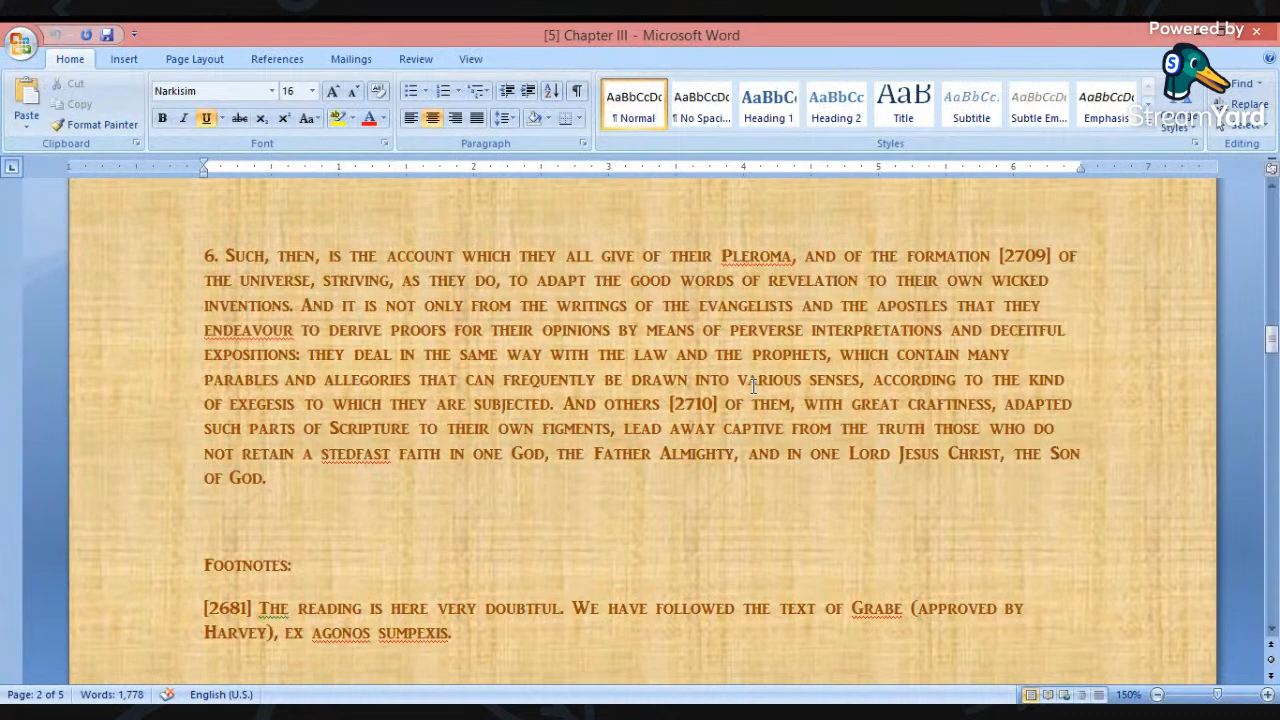 [5] Chapter III - Microsoft Word
Powered by
StreamYard
Home Insert Page Layout References Mailings Review View
Paste
Cut
Copy
Format Painter
Clipboard
Markisim 16
Font
Paragraph
AaBbCcDc AaBbCcDc AaBbC AaBbCc AaB AaBbCc. AaBbCcDc AaBbCcDc
¶ Normal ¶ No Spaci... Heading 1 Heading 2 Title Subtitle Subtle Em... Emphasis
Styles
Styles
Find
Replace
Select
Editing
1 1 2 3 4 5 6 7
6. Such, then, is the account which they all give of their Pleroma, and of the formation [2709] of
the universe, striving, as they do, to adapt the good words of revelation to their own wicked
inventions. And it is not only from the writings of the evangelists and the apostles that they
endeavour to derive proofs for their opinions by means of perverse interpretations and deceitful
expositions: they deal in the same way with the law and the prophets, which contain many
parables and allegories that can frequently be drawn into various senses, according to the kind
of exegesis to which they are subjected. And others [2710] of them, with great craftiness, adapted
such parts of Scripture to their own figments, lead away captive from the truth those who do
not retain a stedfast faith in one God, the Father Almighty, and in one Lord Jesus Christ, the Son
of God.
Footnotes:
[2681] The reading is here very doubtful. We have followed the text of Grabe (approved by
Harvey), ex agonos sumpexis.
Page: 2 of 5 Words: 1,778 English (U.S.) 150%